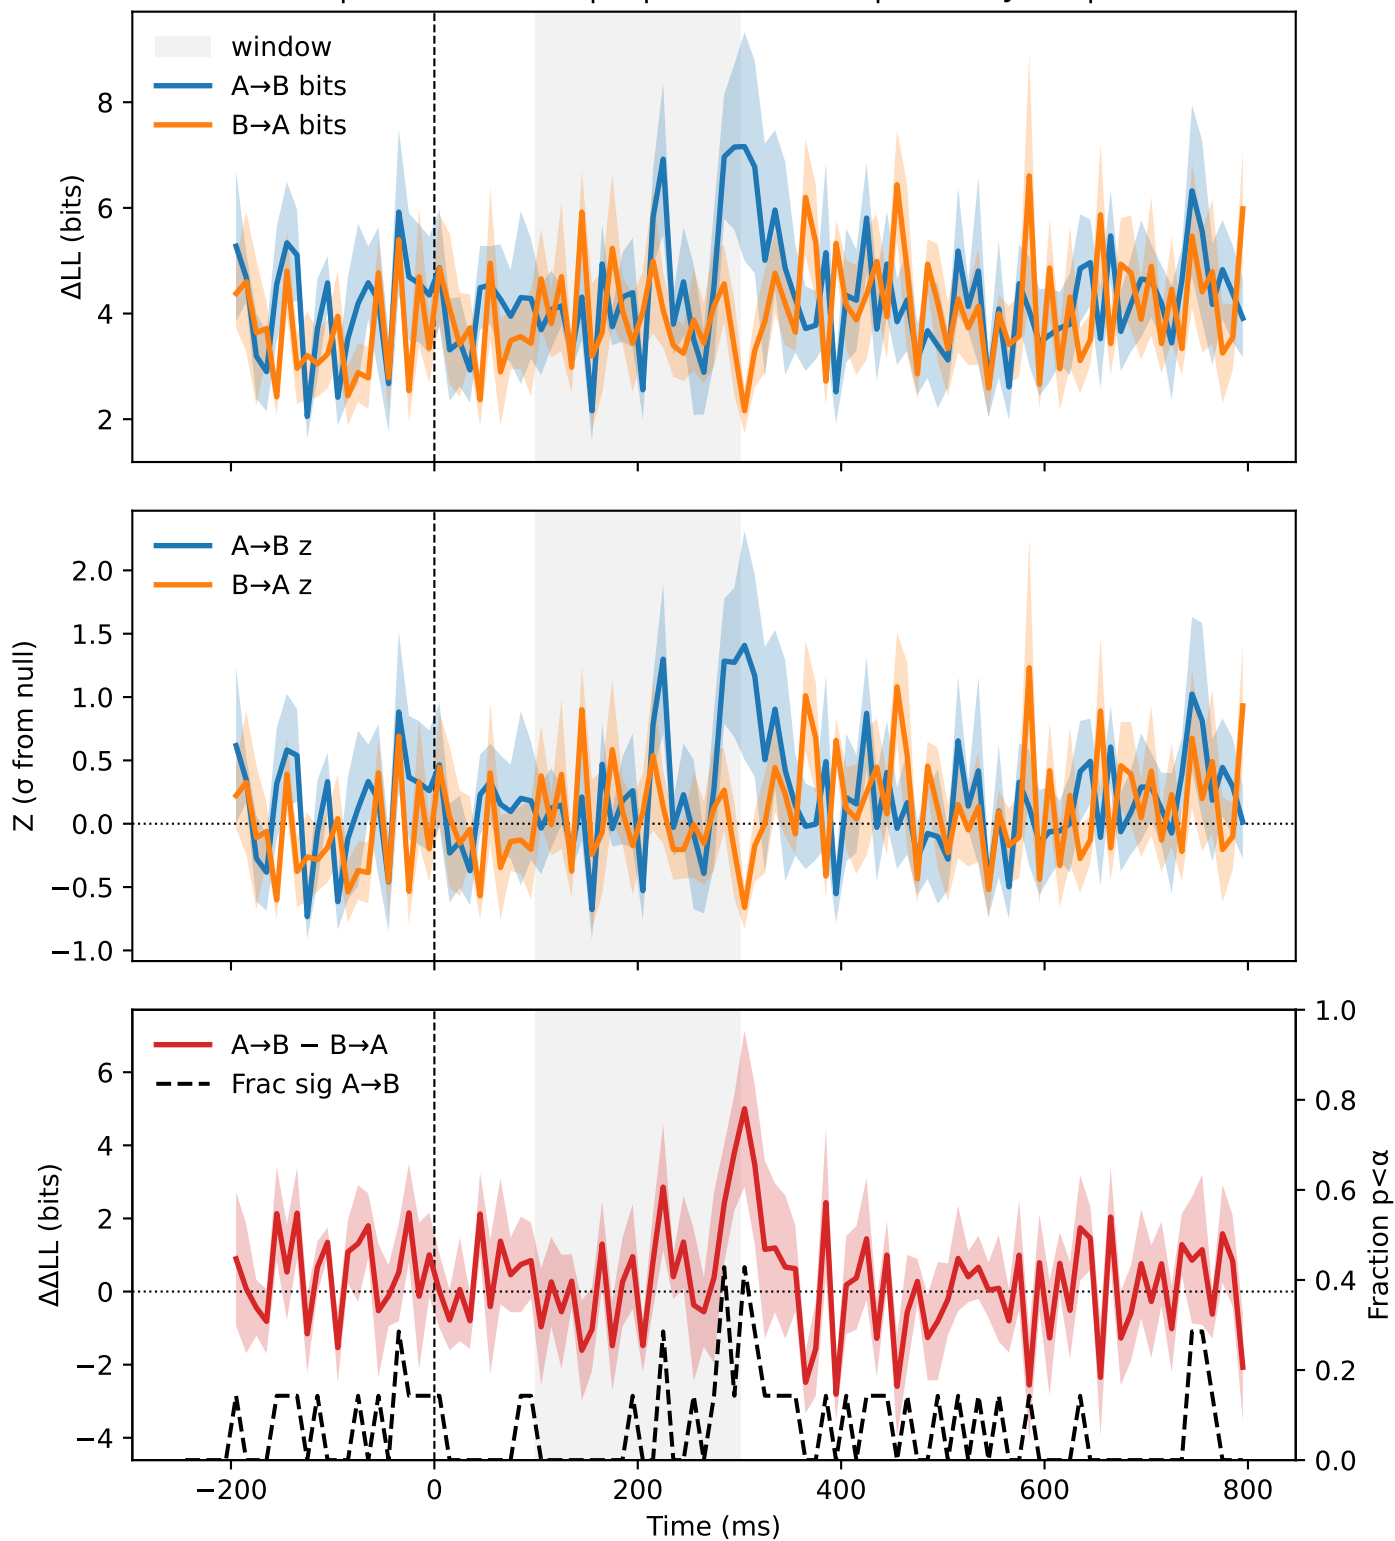 window
A→B bits
B→A bits
8
6
4
2
ΔLL (bits)
A→B z
B→A z
2.0
1.5
1.0
0.5
0.0
−0.5
−1.0
Z (σ from null)
A→B − B→A
Frac sig A→B
6
4
2
0
−2
−4
ΔΔLL (bits)
1.0
0.8
0.6
0.4
0.2
0.0
Fraction p<α
−200
0
200
400
600
800
Time (ms)